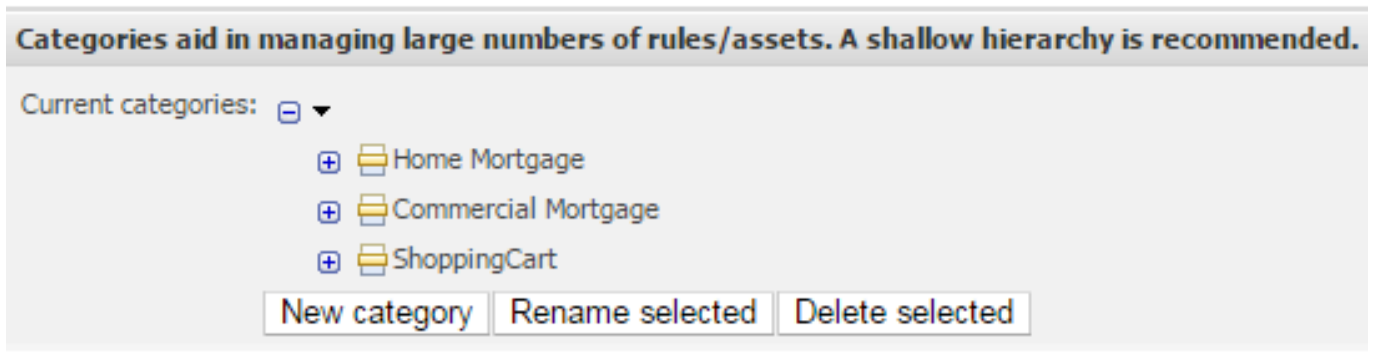 Categories aid in managing large numbers of rules/assets. A shallow hierarchy is recommended.
Current categories:
Home Mortgage
Commercial Mortgage
ShoppingCart
New category Rename selected Delete selected